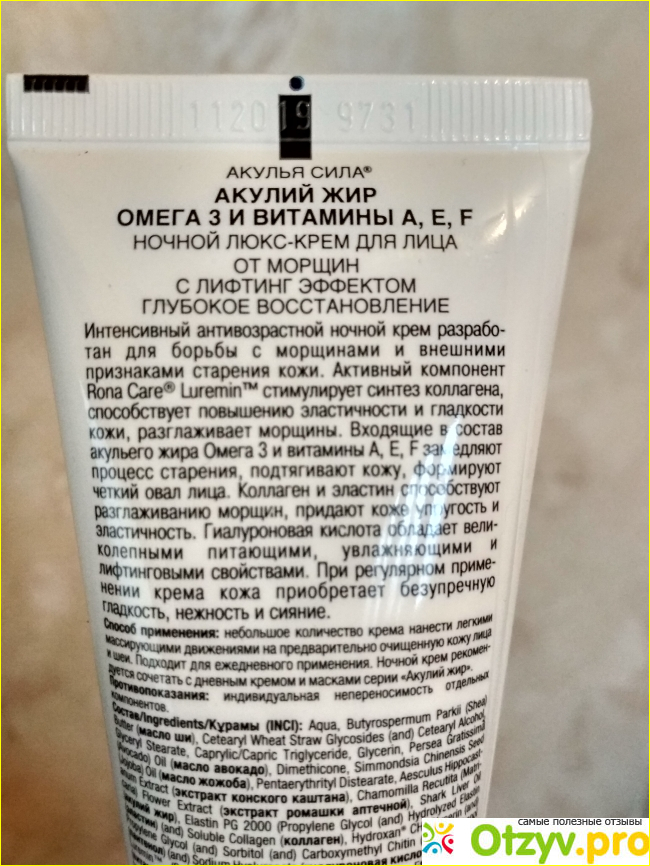 112019 9731
АКУЛЬЯ СИЛА®
АКУЛИЙ ЖИР
ОМЕГА 3 И ВИТАМИНЫ А, Е, F
НОЧНОЙ ЛЮКС-КРЕМ ДЛЯ ЛИЦА
ОТ МОРЩИН
С ЛИФТИНГ ЭФФЕКТОМ
ГЛУБОКОЕ ВОССТАНОВЛЕНИЕ
Интенсивный антивозрастной ночной крем разрабо-
тан для борьбы с морщинами и внешними
признаками старения кожи. Активный компонент
Rona Care® Luremin™ стимулирует синтез коллагена,
способствует повышению эластичности и гладкости
кожи, разглаживает морщины. Входящие в состав
акульего жира Омега 3 и витамины А, Е, F замедляют
процесс старения, подтягивают кожу, формируют
четкий овал лица. Коллаген и эластин способствуют
разглаживанию морщин, придают коже упругость и
эластичность. Гиалуроновая кислота обладает вели-
колепными питающими, увлажняющими и
лифтинговыми свойствами. При регулярном приме-
нении крема кожа приобретает безупречную
гладкость, нежность и сияние.
Способ применения: небольшое количество крема нанести легкими
массирующими движениями на предварительно очищенную кожу лица
и шеи. Подходит для ежедневного применения. Ночной крем рекомен-
дуется сочетать с дневным кремом и масками серии «Акулий жир».
Противопоказания: индивидуальная непереносимость отдельных
компонентов.
Состав/Ingredients/Құрамы (INCI): Aqua, Butyrospermum Parkii (Shea)
Butter (масло ши), Cetearyl Wheat Straw Glycosides (and) Cetearyl Alcohol,
Glyceryl Stearate, Caprylic/Capric Triglyceride, Glycerin, Persea Gratissima
(Avocado) Oil (масло авокадо), Dimethicone, Simmondsia Chinensis Seed
(Jojoba) Oil (масло жожоба), Pentaerythrityl Distearate, Aesculus Hippocast-
anum Extract (экстракт конского каштана), Chamomilla Recutita (Matri-
caria) Flower Extract (экстракт ромашки аптечной), Shark Liver Oil
(акулий жир), Elastin PG 2000 (Propylene Glycol (and) Hydrolyzed Elastin
(эластин) (and) Soluble Collagen (коллаген), Hydroxan®
Propylene Glycol (and) Sorbitol (and) Carboxymethyl Chitin
(and) Sodium
самые полезные отзывы
Otzyv.pro